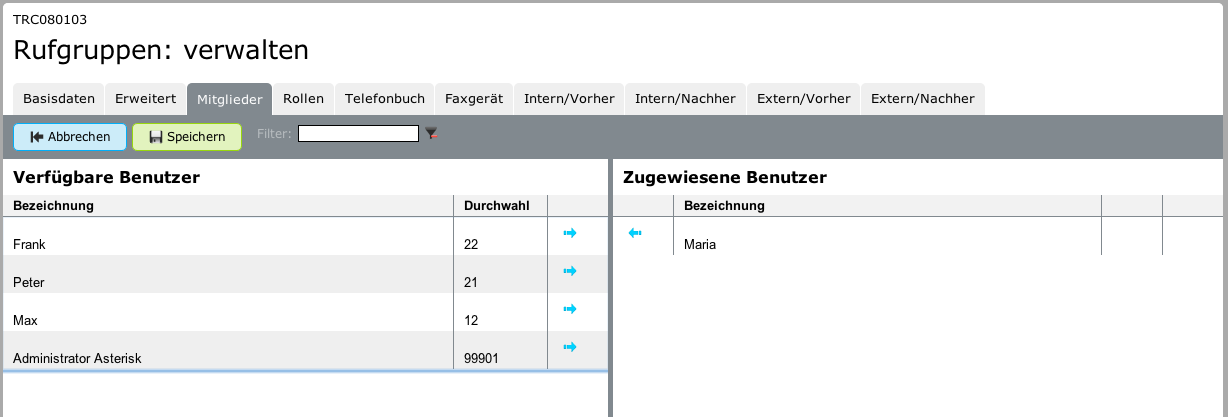 TRC080103
Rufgruppen: verwalten
Basisdaten Erweitert Mitglieder Rollen Telefonbuch Faxgerät Intern/Vorher Intern/Nachher Extern/Vorher Extern/Nachher
Abbrechen Speichern Filter:
Verfügbare Benutzer
Bezeichnung Durchwahl
Frank 22
Peter 21
Max 12
Administrator Asterisk 99901
Zugewiesene Benutzer
Bezeichnung
Maria